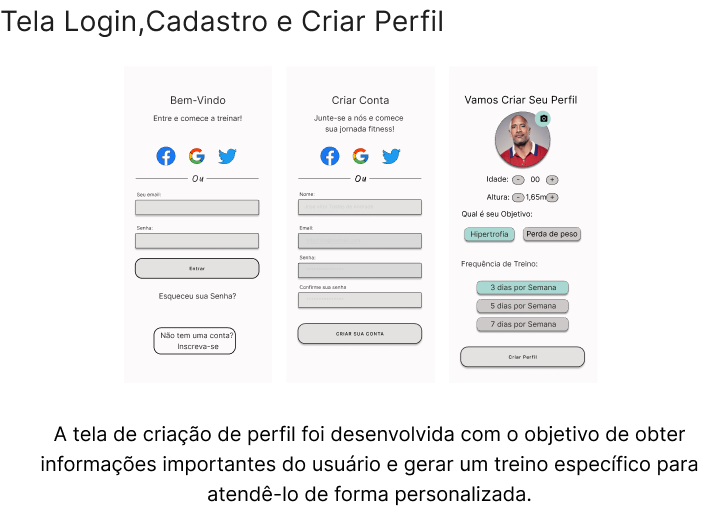 Tela Login,Cadastro e Criar Perfil
Bem-Vindo
Entre e comece a treinar!
Ou
Seu email:
Senha:
Entrar
Esqueceu sua Senha?
Não tem uma conta?
Inscreva-se
Criar Conta
Junte-se a nós e comece
sua jornada fitness!
Ou
Nome:
Email
Senha:
Confirme sua senha
CRIAR SUA CONTA
Vamos Criar Seu Perfil
Idade: - 00 +
Altura: - 1,65m +
Qual é seu Objetivo:
Hipertrofia Perda de peso
Frequência de Treino:
3 dias por Semana
5 dias por Semana
7 dias por Semana
Criar Perfil
A tela de criação de perfil foi desenvolvida com o objetivo de obter
informações importantes do usuário e gerar um treino específico para
atendê-lo de forma personalizada.